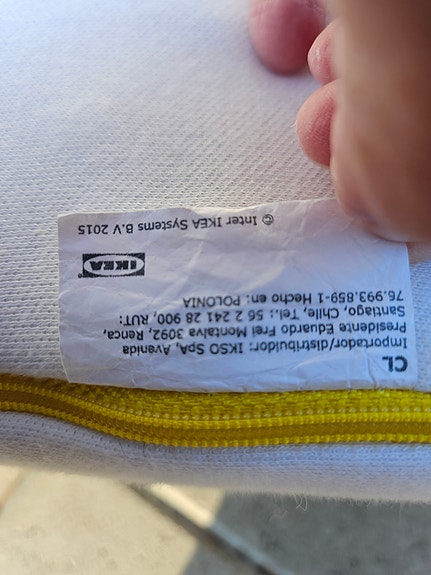 CL
Importador/distribuidor: IKSO SpA, Avenida
Presidente Eduardo Frei Montalva 3092, Renca,
Santiago, Chile, Tel.: 56 2 241 28 900, RUT:
76.993.859-1 Hecho en: POLONIA
IKEA
© Inter IKEA Systems B.V 2015